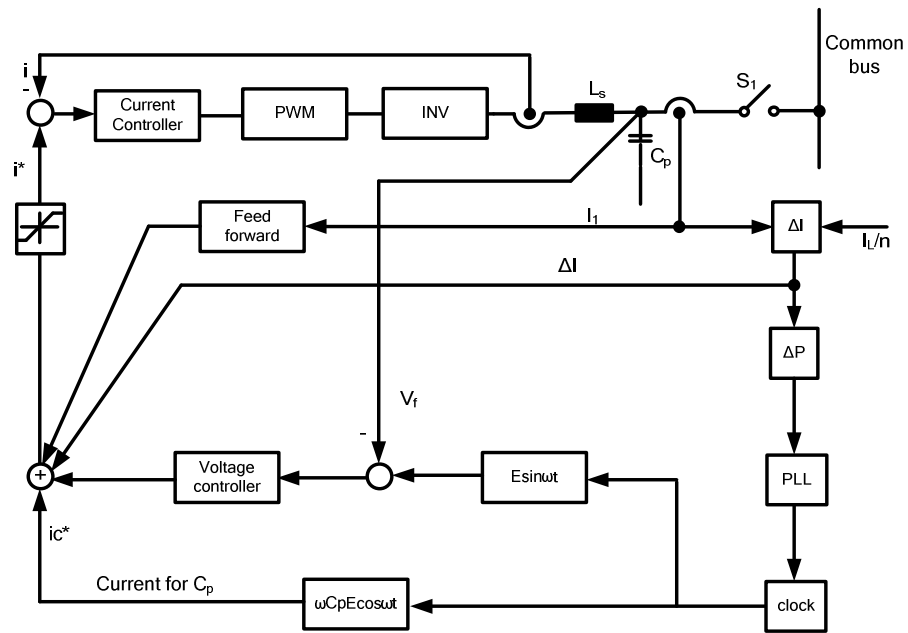 Common
bus
i
-
Current
Controller
PWM
INV
Ls
S1
Cp
i*
Feed
forward
I1
ΔI
IL/n
ΔI
ΔP
Vf
-
+
Voltage
controller
Esinωt
PLL
ic*
Current for Cp
ωCpEcosωt
clock